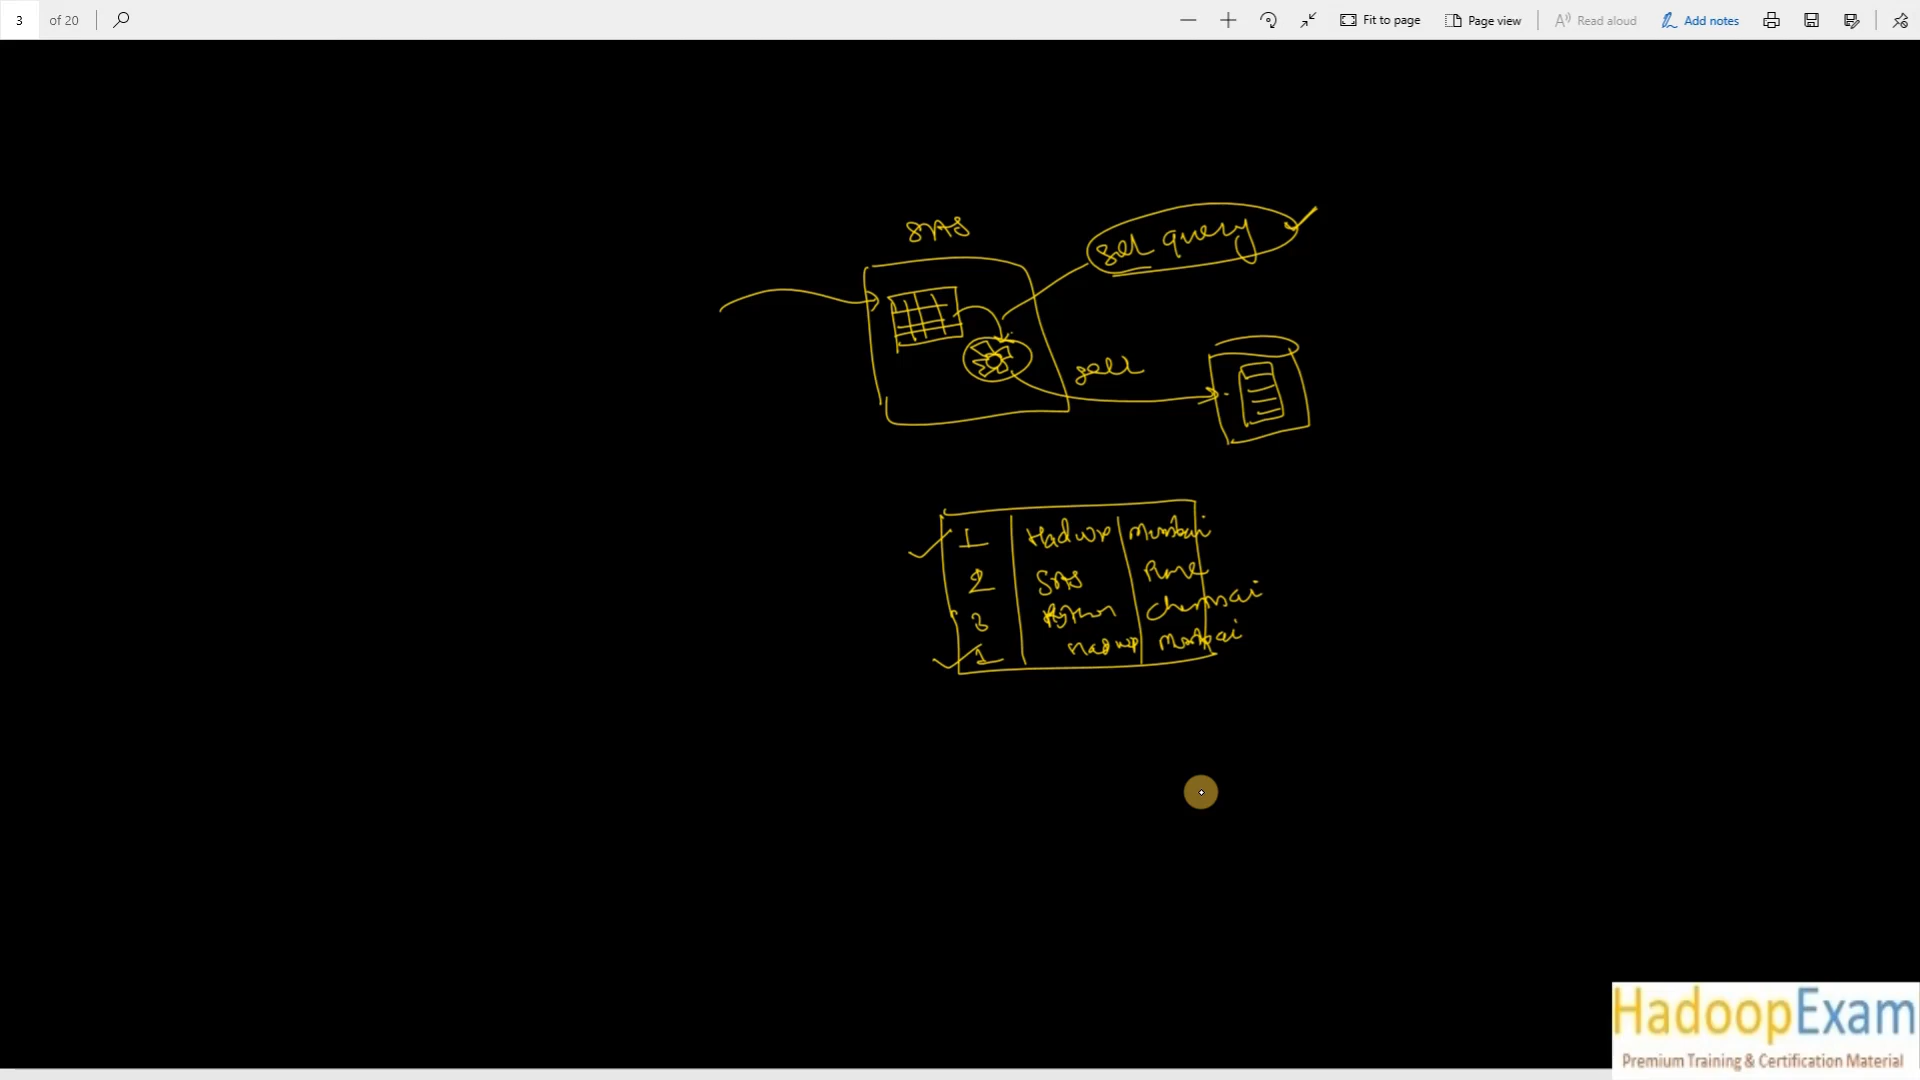 3 of 20 Fit to page Page view Read aloud Add notes
SAS
sql query
sql
1 Hadoop Mumbai
2 SAS Pune
3 Python Chennai
1 Hadoop Mumbai
HadoopExam
Premium Training & Certification Material